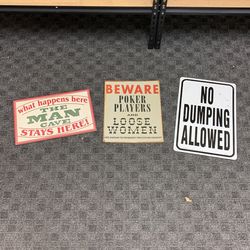 what happens here
THE
MAN
CAVE
STAYS HERE!
BEWARE
POKER
PLAYERS
AND
LOOSE
WOMEN
NO
DUMPING
ALLOWED